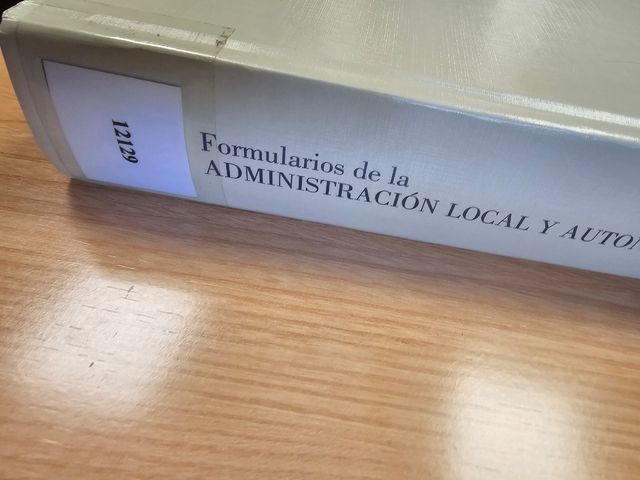 12129
Formularios de la
ADMINISTRACIÓN LOCAL Y